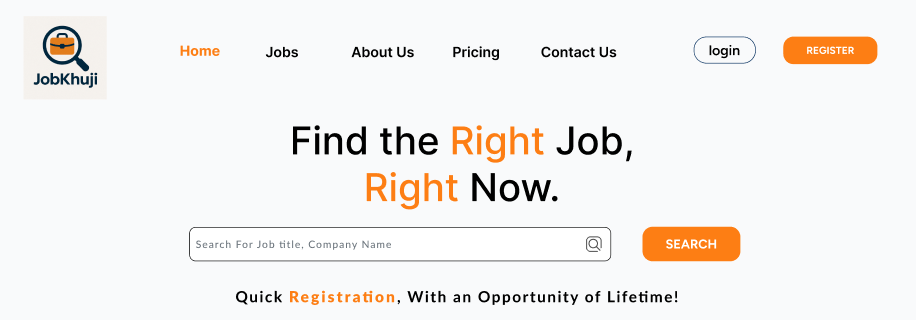 JobKhuji
Home Jobs About Us Pricing Contact Us login REGISTER
Find the Right Job,
Right Now.
Search For Job title, Company Name SEARCH
Quick Registration, With an Opportunity of Lifetime!